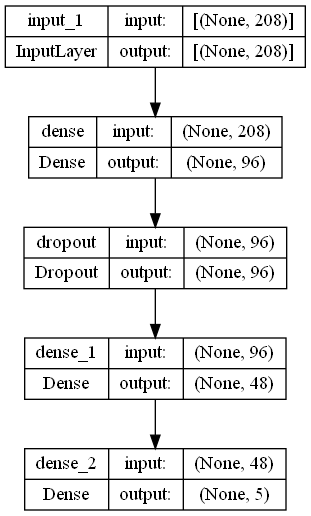 input_1 input: [(None, 208)]
InputLayer output: [(None, 208)]
dense input: (None, 208)
Dense output: (None, 96)
dropout input: (None, 96)
Dropout output: (None, 96)
dense_1 input: (None, 96)
Dense output: (None, 48)
dense_2 input: (None, 48)
Dense output: (None, 5)